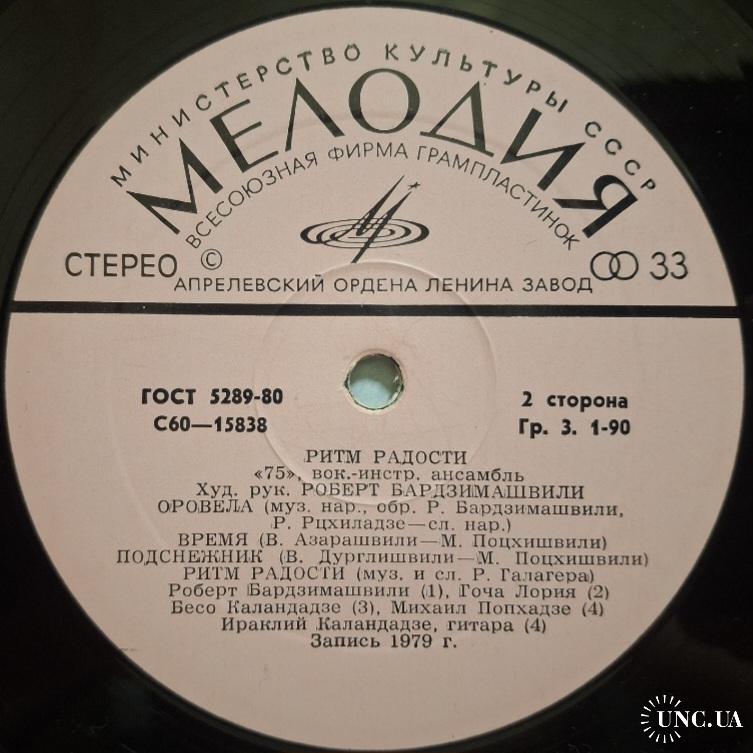 МИНИСТЕРСТВО КУЛЬТУРЫ СССР
МЕЛОДИЯ
ВСЕСОЮЗНАЯ ФИРМА ГРАМПЛАСТИНОК
СТЕРЕО © 33
АПРЕЛЕВСКИЙ ОРДЕНА ЛЕНИНА ЗАВОД
ГОСТ 5289-80
С60—15838
2 сторона
Гр. 3. 1-90
РИТМ РАДОСТИ
«75», вок.-инстр. ансамбль
Худ. рук. РОБЕРТ БАРДЗИМАШВИЛИ
ОРОВЕЛА (муз. нар., обр. Р. Бардзимашвили,
Р. Рцхиладзе—сл. нар.)
ВРЕМЯ (В. Азарашвили—М. Поцхишвили)
ПОДСНЕЖНИК (В. Дурглишвили—М. Поцхишвили)
РИТМ РАДОСТИ (муз. и сл. Р. Галагера)
Роберт Бардзимашвили (1), Гоча Лория (2)
Бесо Каландадзе (3), Михаил Попхадзе (4)
Ираклий Каландадзе, гитара (4)
Запись 1979 г.
UNC.UA